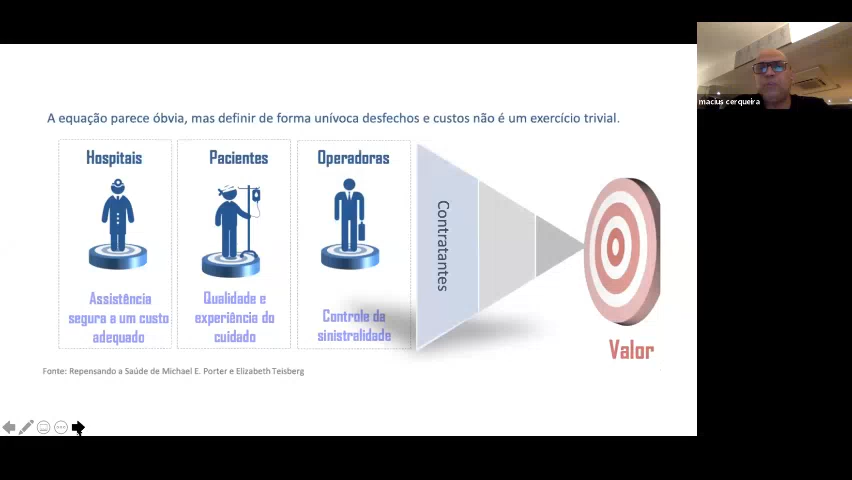 A equação parece óbvia, mas definir de forma unívoca desfechos e custos não é um exercício trivial.
Hospitais
Pacientes
Operadoras
Assistência
segura a um custo
adequado
Qualidade e
experiência do
cuidado
Controle da
sinistralidade
Contratantes
Valor
Fonte: Repensando a Saúde de Michael E. Porter e Elizabeth Teisberg
macius cerqueira